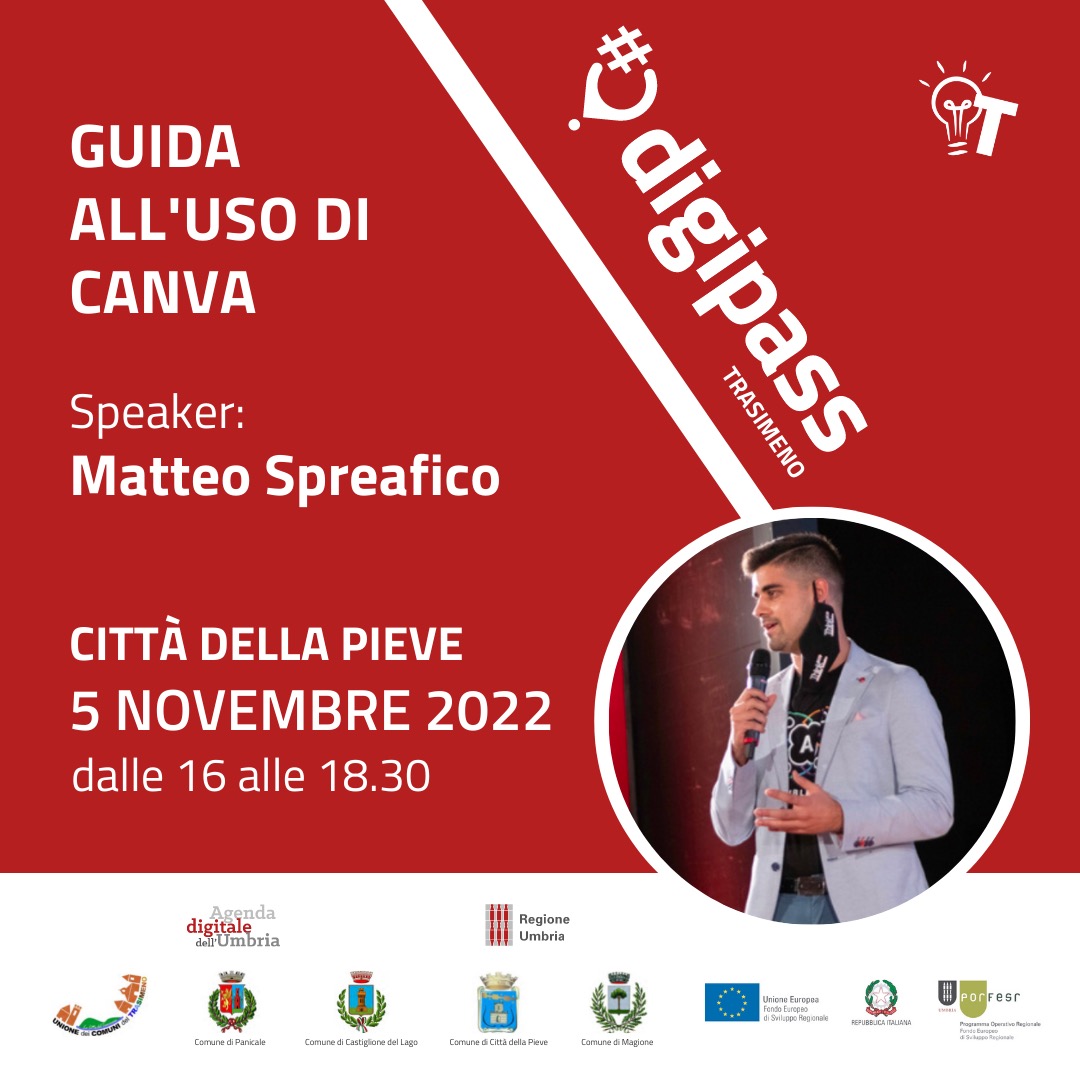 GUIDA
ALL'USO DI
CANVA
Speaker:
Matteo Spreafico
CITTÀ DELLA PIEVE
5 NOVEMBRE 2022
dalle 16 alle 18.30
#digipass
TRASIMENO
T
Agenda
digitale
dell'Umbria
Regione
Umbria
UNIONE dei COMUNI del TRASIMENO
Comune di Panicale
Comune di Castiglione del Lago
Comune di Città della Pieve
Comune di Magione
Unione Europea
Fondo Europeo
di Sviluppo Regionale
REPUBBLICA ITALIANA
UMBRIA
porfesr
Programma Operativo Regionale
Fondo Europeo
di Sviluppo Regionale